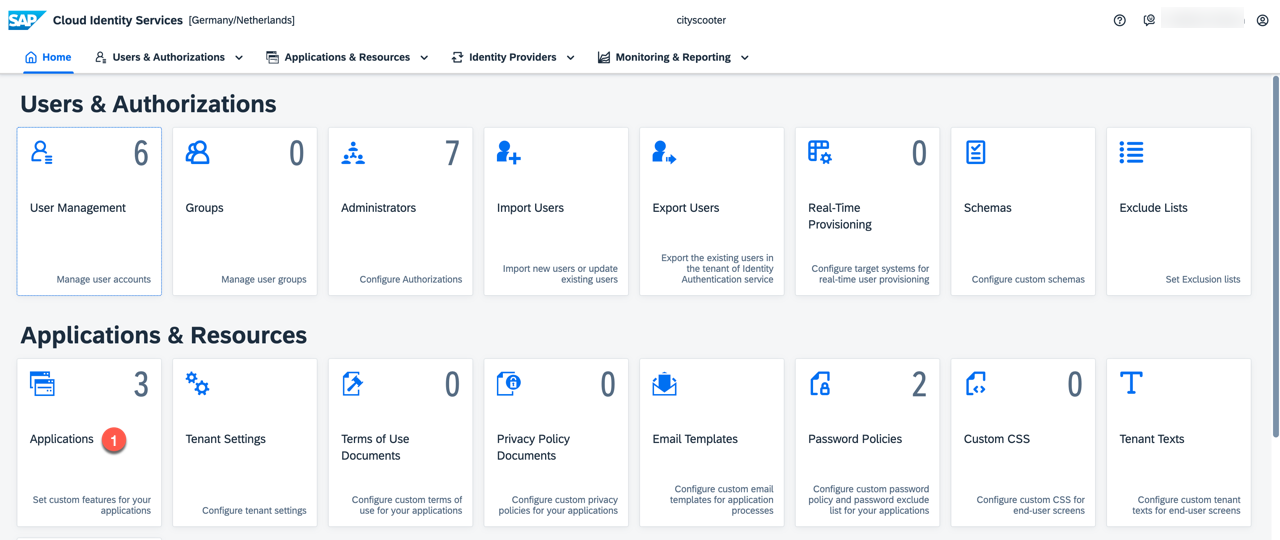 SAP Cloud Identity Services [Germany/Netherlands] cityscooter
Home Users & Authorizations Applications & Resources Identity Providers Monitoring & Reporting
Users & Authorizations
6
User Management
Manage user accounts
0
Groups
Manage user groups
7
Administrators
Configure Authorizations
Import Users
Import new users or update
existing users
Export Users
Export the existing users in
the tenant of Identity
Authentication service
0
Real-Time
Provisioning
Configure target systems for
real-time user provisioning
Schemas
Configure custom schemas
Exclude Lists
Set Exclusion lists
Applications & Resources
3
Applications 1
Set custom features for your
applications
Tenant Settings
Configure tenant settings
0
Terms of Use
Documents
Configure custom terms of
use for your applications
0
Privacy Policy
Documents
Configure custom privacy
policies for your applications
Email Templates
Configure custom email
templates for application
processes
2
Password Policies
Configure custom password
policy and password exclude
list for your applications
0
Custom CSS
Configure custom CSS for
end-user screens
Tenant Texts
Configure custom tenant
texts for end-user screens